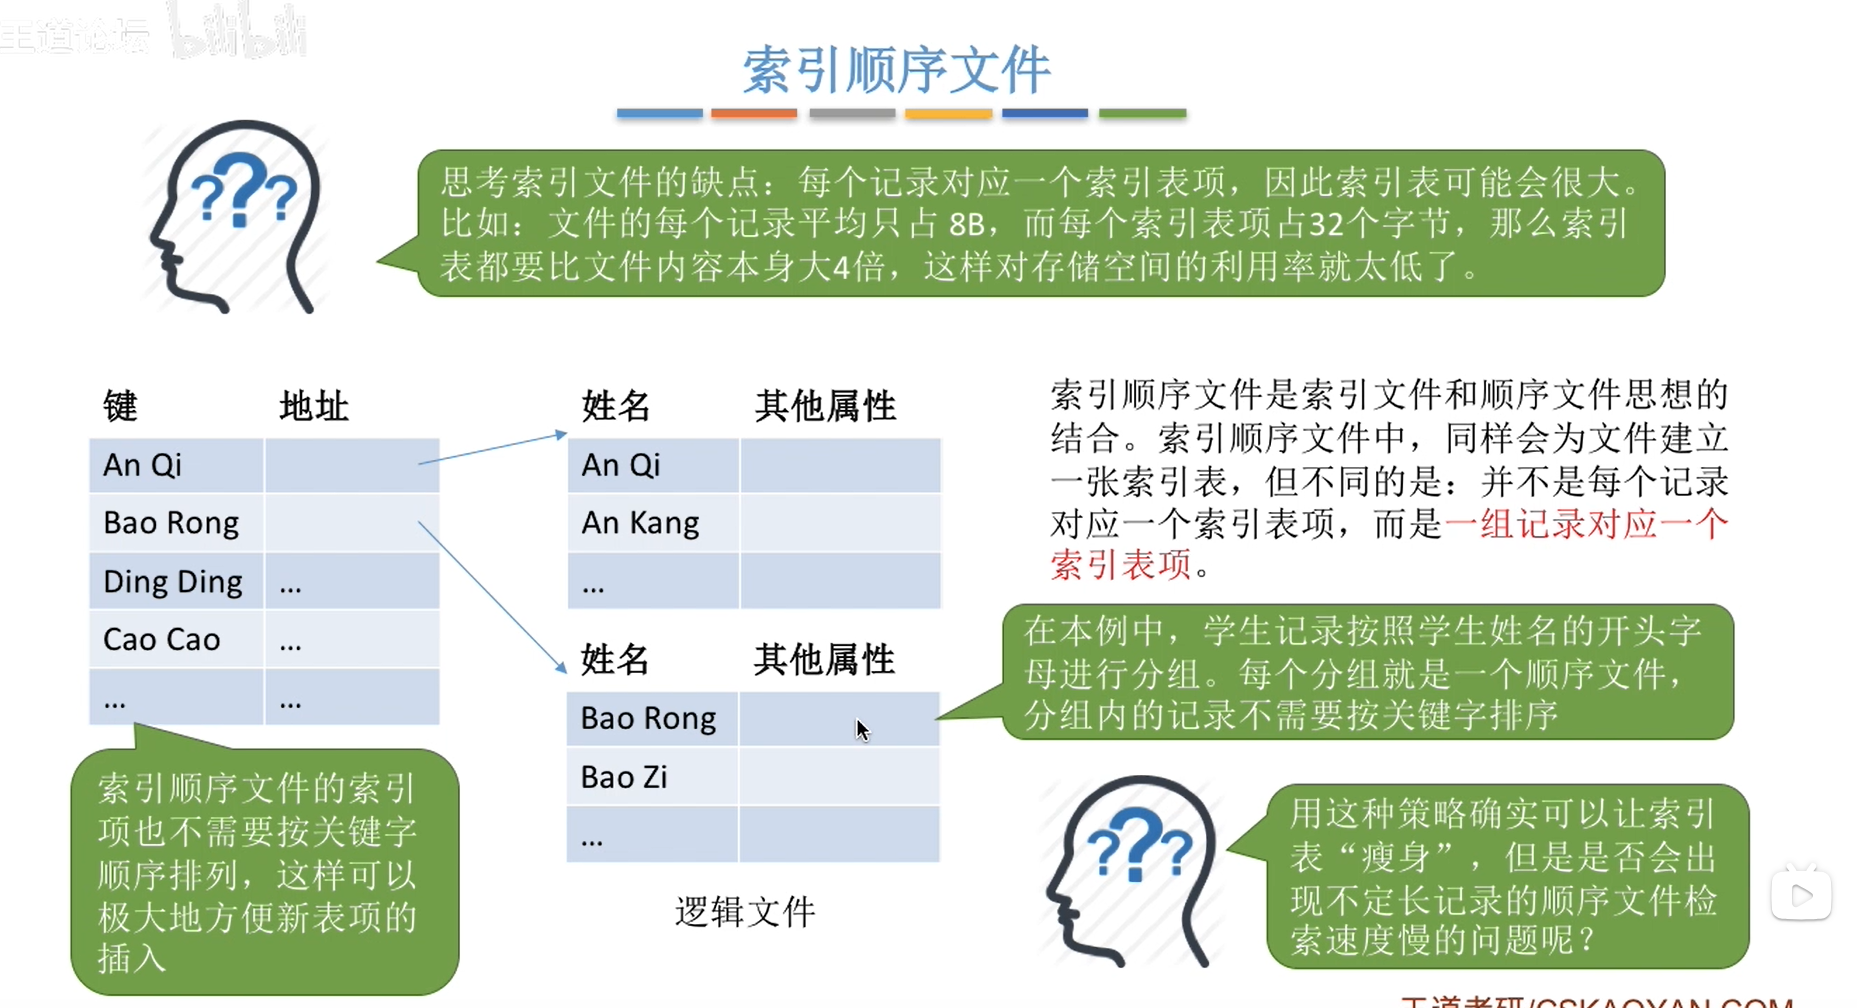 王道论坛 bilibili
索引顺序文件
???
思考索引文件的缺点：每个记录对应一个索引表项，因此索引表可能会很大。
比如：文件的每个记录平均只占 8B，而每个索引表项占32个字节，那么索引
表都要比文件内容本身大4倍，这样对存储空间的利用率就太低了。
键 地址
An Qi
Bao Rong
Ding Ding ...
Cao Cao ...
... ...
索引顺序文件的索引
项也不需要按关键字
顺序排列，这样可以
极大地方便新表项的
插入
姓名 其他属性
An Qi
An Kang
...
姓名 其他属性
Bao Rong
Bao Zi
...
逻辑文件
索引顺序文件是索引文件和顺序文件思想的
结合。索引顺序文件中，同样会为文件建立
一张索引表，但不同的是：并不是每个记录
对应一个索引表项，而是一组记录对应一个
索引表项。
在本例中，学生记录按照学生姓名的开头字
母进行分组。每个分组就是一个顺序文件，
分组内的记录不需要按关键字排序
???
用这种策略确实可以让索引
表“瘦身”，但是是否会出
现不定长记录的顺序文件检
索速度慢的问题呢？
王道考研/CSKAOYAN.COM